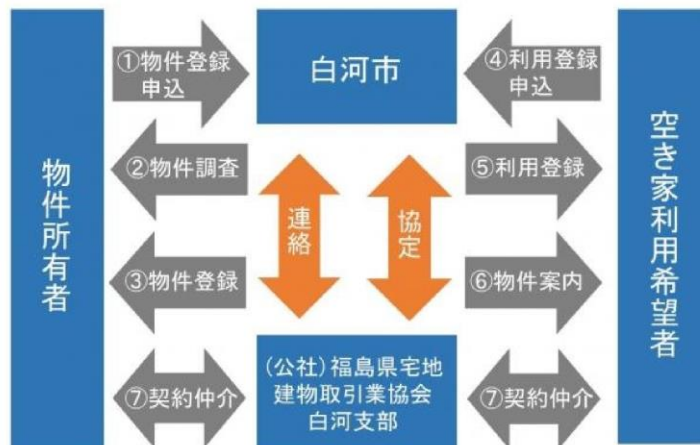 ①物件登録
申込
白河市
④利用登録
申込
物件所有者
②物件調査
連絡
協定
⑤利用登録
空き家利用希望者
③物件登録
⑥物件案内
⑦契約仲介
(公社)福島県宅地
建物取引業協会
白河支部
⑦契約仲介